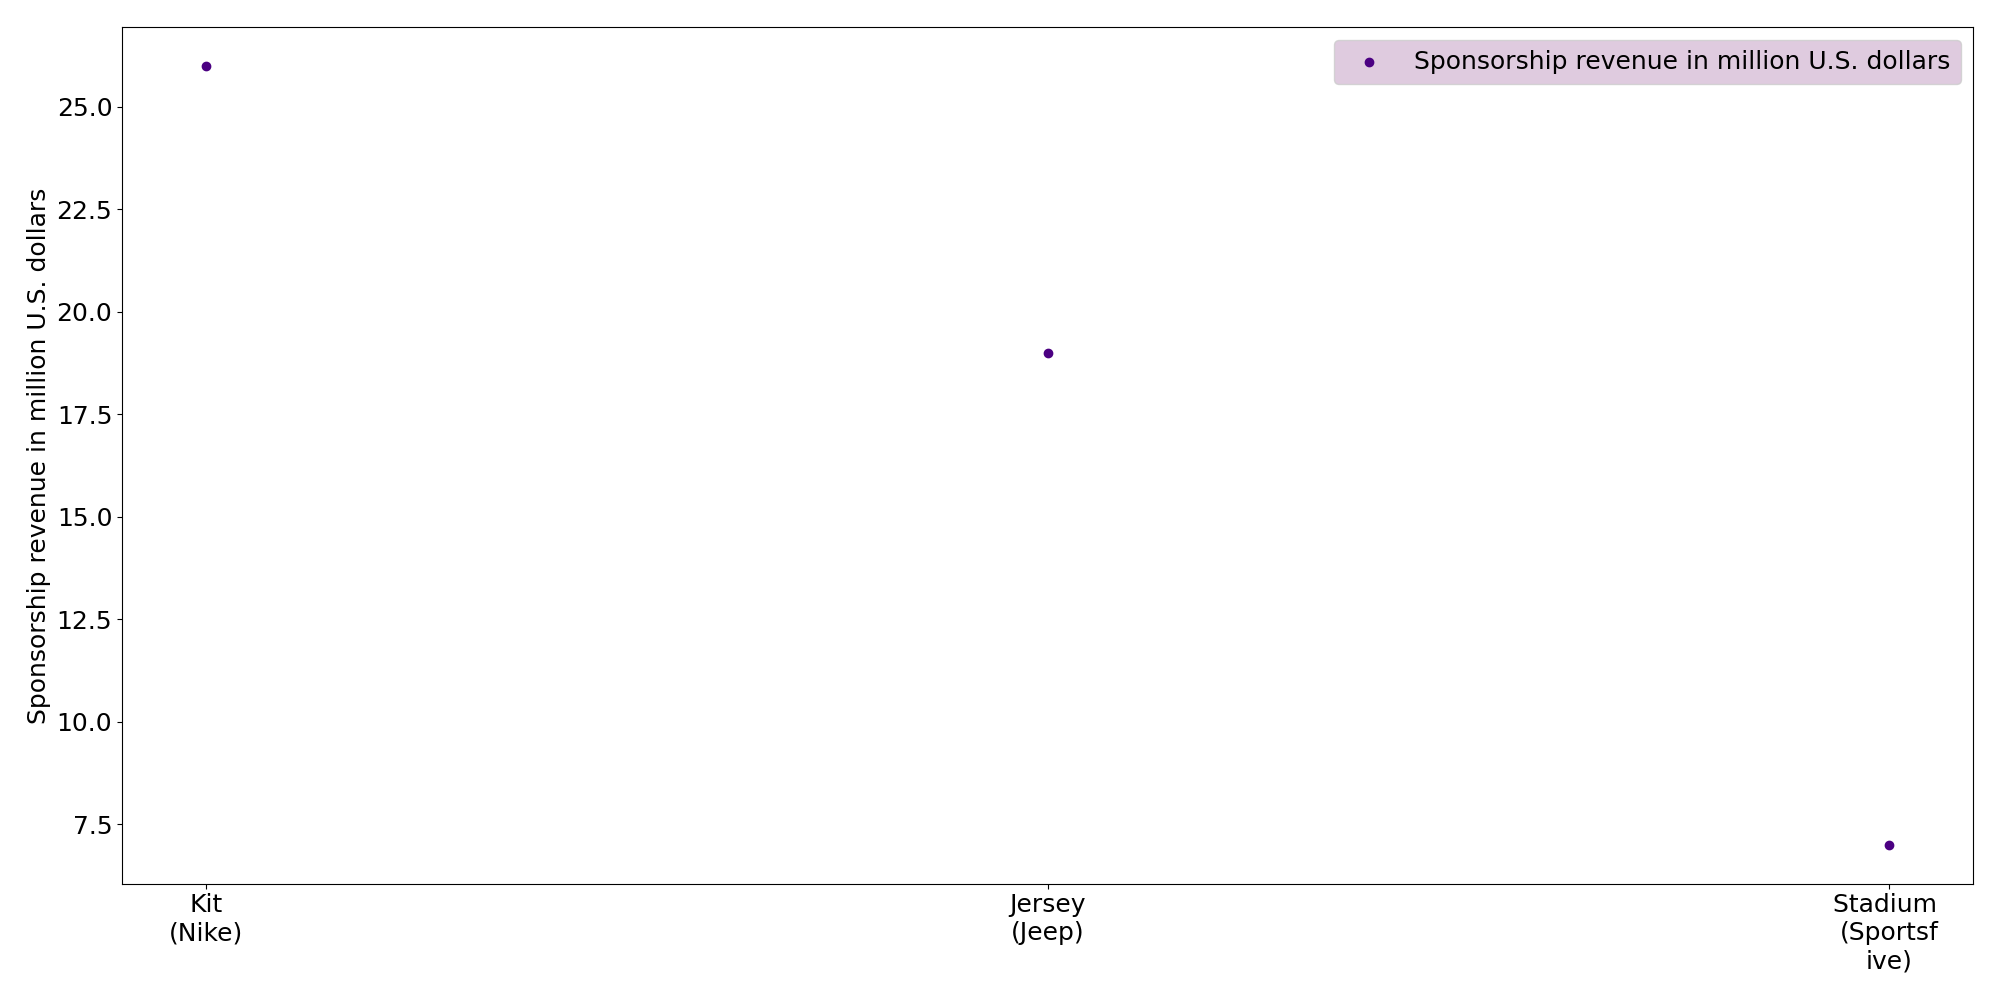 Sponsorship revenue in million U.S. dollars
Sponsorship revenue in million U.S. dollars
25.0
22.5
20.0
17.5
15.0
12.5
10.0
7.5
Kit
(Nike)
Jersey
(Jeep)
Stadium
(Sportsf
ive)